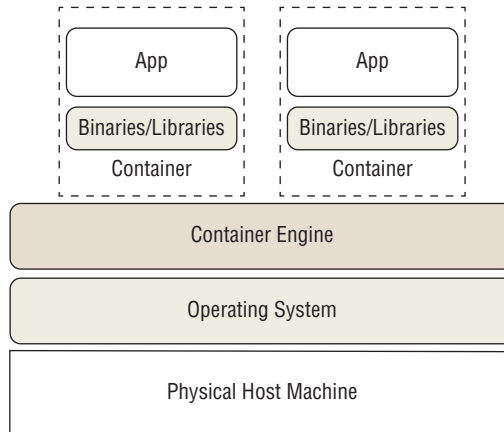 App
App
Binaries/Libraries
Binaries/Libraries
Container
Container
Container Engine
Operating System
Physical Host Machine